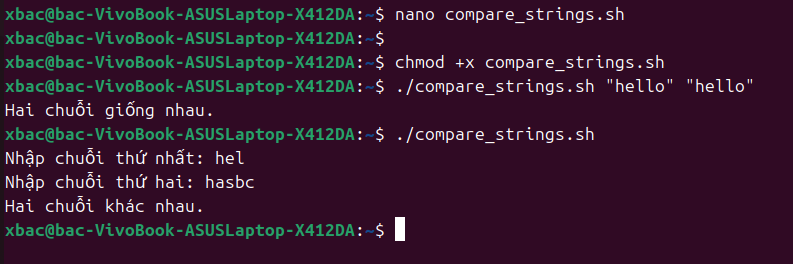 xbac@bac-VivoBook-ASUSLaptop-X412DA:~$ nano compare_strings.sh
xbac@bac-VivoBook-ASUSLaptop-X412DA:~$
xbac@bac-VivoBook-ASUSLaptop-X412DA:~$ chmod +x compare_strings.sh
xbac@bac-VivoBook-ASUSLaptop-X412DA:~$ ./compare_strings.sh "hello" "hello"
Hai chuỗi giống nhau.
xbac@bac-VivoBook-ASUSLaptop-X412DA:~$ ./compare_strings.sh
Nhập chuỗi thứ nhất: hel
Nhập chuỗi thứ hai: hasbc
Hai chuỗi khác nhau.
xbac@bac-VivoBook-ASUSLaptop-X412DA:~$